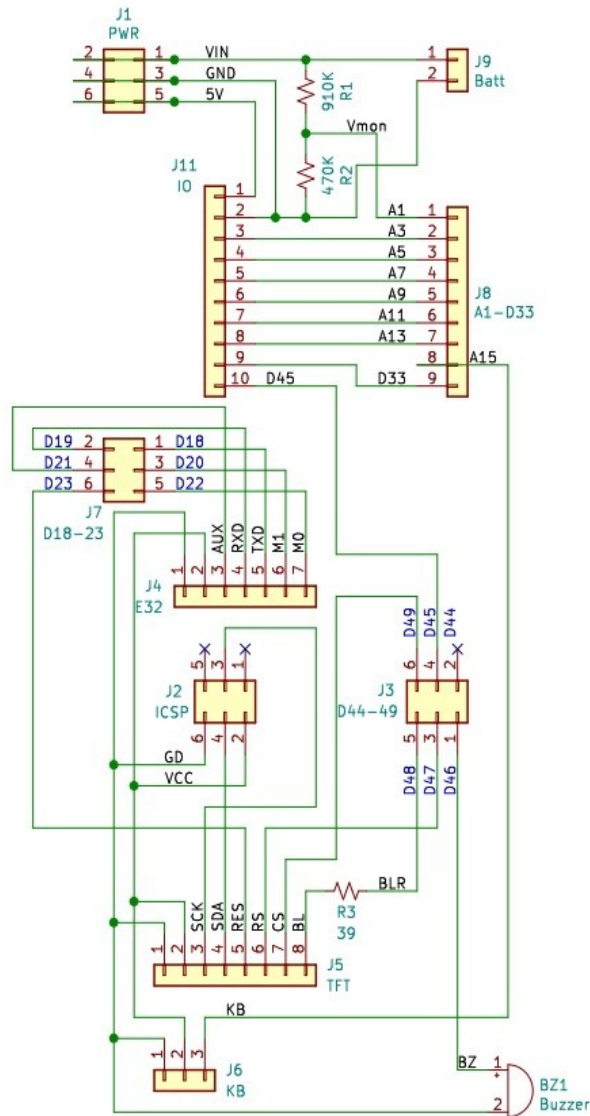 J1
PWR
2 1 VIN
4 3 GND
6 5 5V
1 J9
2 Batt
910K
R1
Vmon
470K
R2
J11
IO
1
2 A1 1
3 A3 2
4 A5 3
5 A7 4
6 A9 5
7 A11 6
8 A13 7
9 8 A15
10 D45 D33 9
J8
A1-D33
D19 2 1 D18
D21 4 3 D20
D23 6 5 D22
J7
D18-23
AUX
RXD
TXD
M1
M0
1 2 3 4 5 6 7
J4
E32
D49 D45 D44
5 3 1
J2
ICSP
6 4 2
6 4 2
J3
D44-49
5 3 1
GD
VCC
D48 D47 D46
SCK
SDA
RES
RS
CS
BL
BLR
R3
39
1 2 3 4 5 6 7 8
J5
TFT
KB
1 2 3
J6
KB
BZ 1
+
2
BZ1
Buzzer